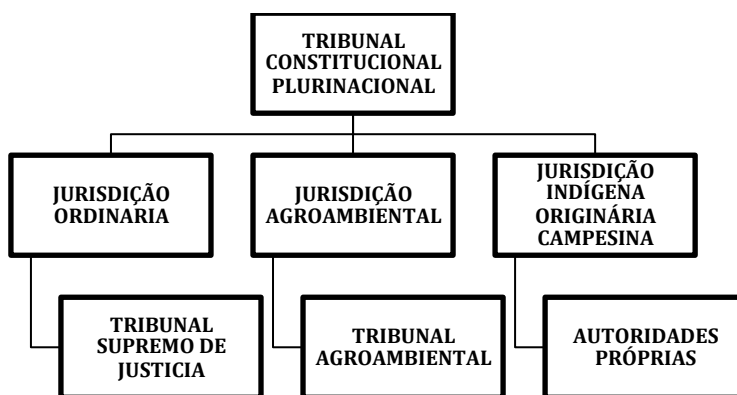 TRIBUNAL
CONSTITUCIONAL
PLURINACIONAL
JURISDIÇÃO
ORDINARIA
JURISDIÇÃO
AGROAMBIENTAL
JURISDIÇÃO
INDÍGENA
ORIGINÁRIA
CAMPESINA
TRIBUNAL
SUPREMO DE
JUSTICIA
TRIBUNAL
AGROAMBIENTAL
AUTORIDADES
PRÓPRIAS